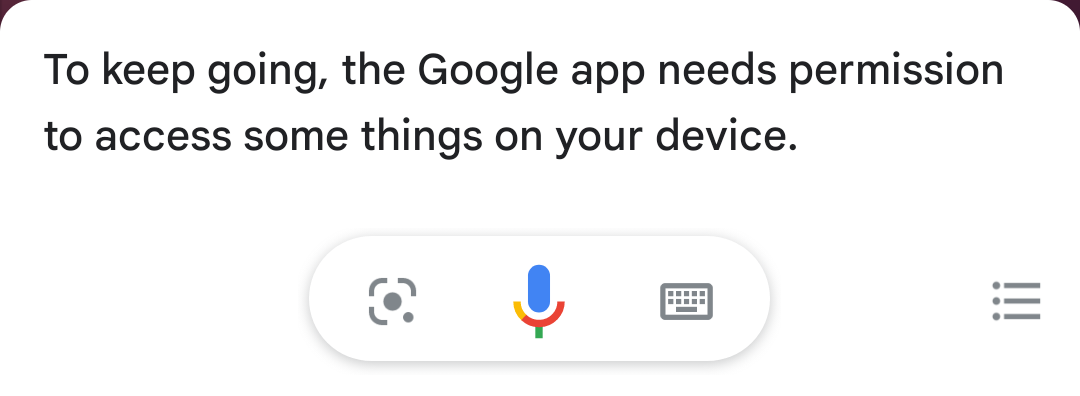 To keep going, the Google app needs permission
to access some things on your device.